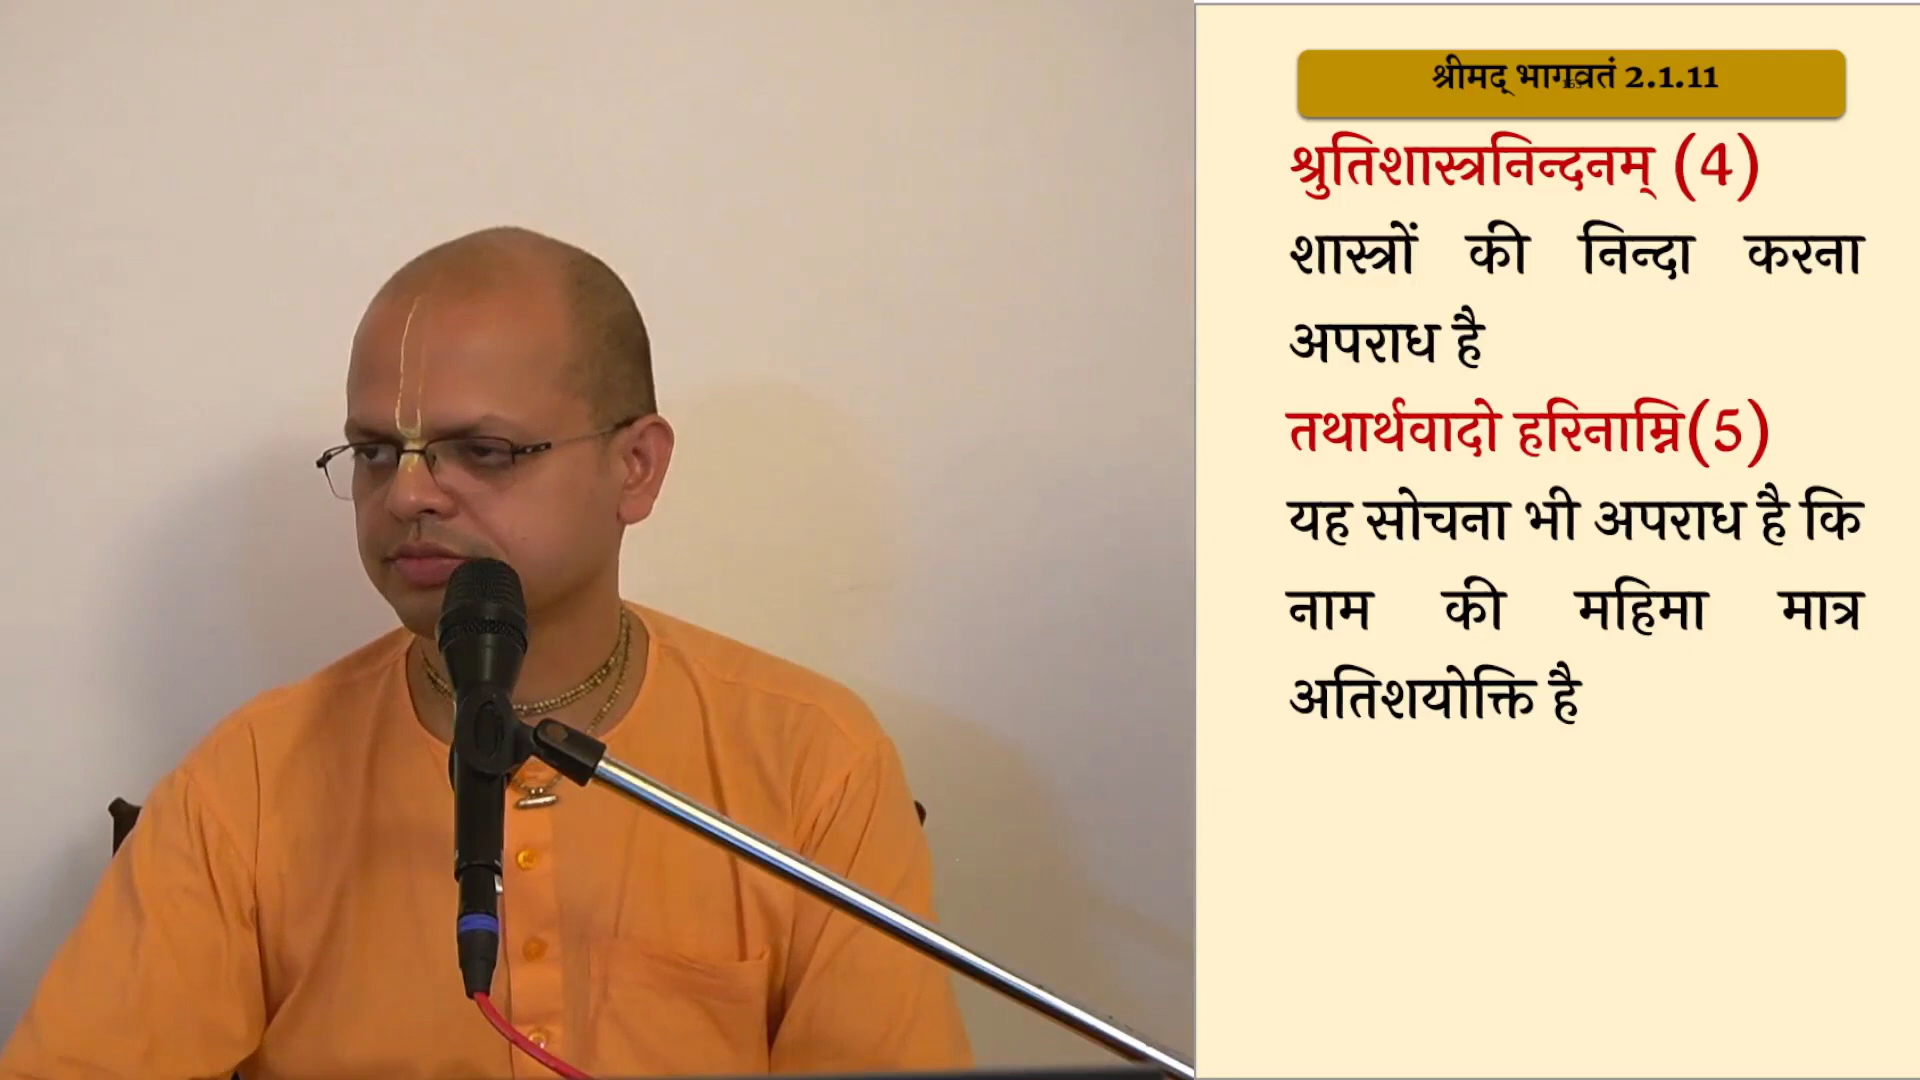 श्रीमद् भागवतं 2.1.11
श्रुतिशास्त्रनिन्दनम् (4)
शास्त्रों की निन्दा करना
अपराध है
तथार्थवादो हरिनाम्नि(5)
यह सोचना भी अपराध है कि
नाम की महिमा मात्र
अतिशयोक्ति है